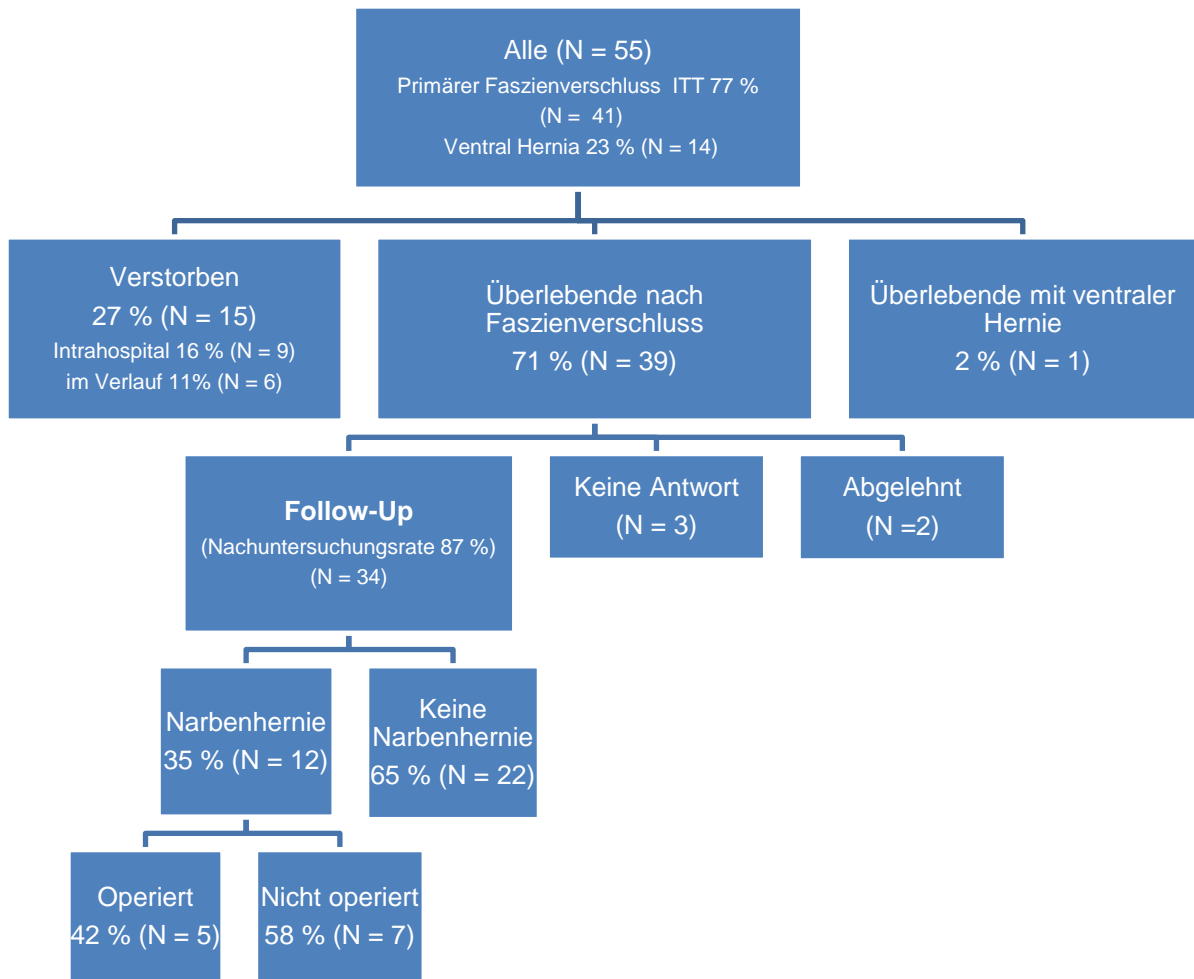 Alle (N = 55)
Primärer Faszienverschluss ITT 77 %
(N = 41)
Ventral Hernia 23 % (N = 14)
Verstorben
27 % (N = 15)
Intrahospital 16 % (N = 9)
im Verlauf 11% (N = 6)
Überlebende nach
Faszienverschluss
71 % (N = 39)
Überlebende mit ventraler
Hernie
2 % (N = 1)
Follow-Up
(Nachuntersuchungsrate 87 %)
(N = 34)
Keine Antwort
(N = 3)
Abgelehnt
(N =2)
Narbenhernie
35 % (N = 12)
Keine
Narbenhernie
65 % (N = 22)
Operiert
42 % (N = 5)
Nicht operiert
58 % (N = 7)